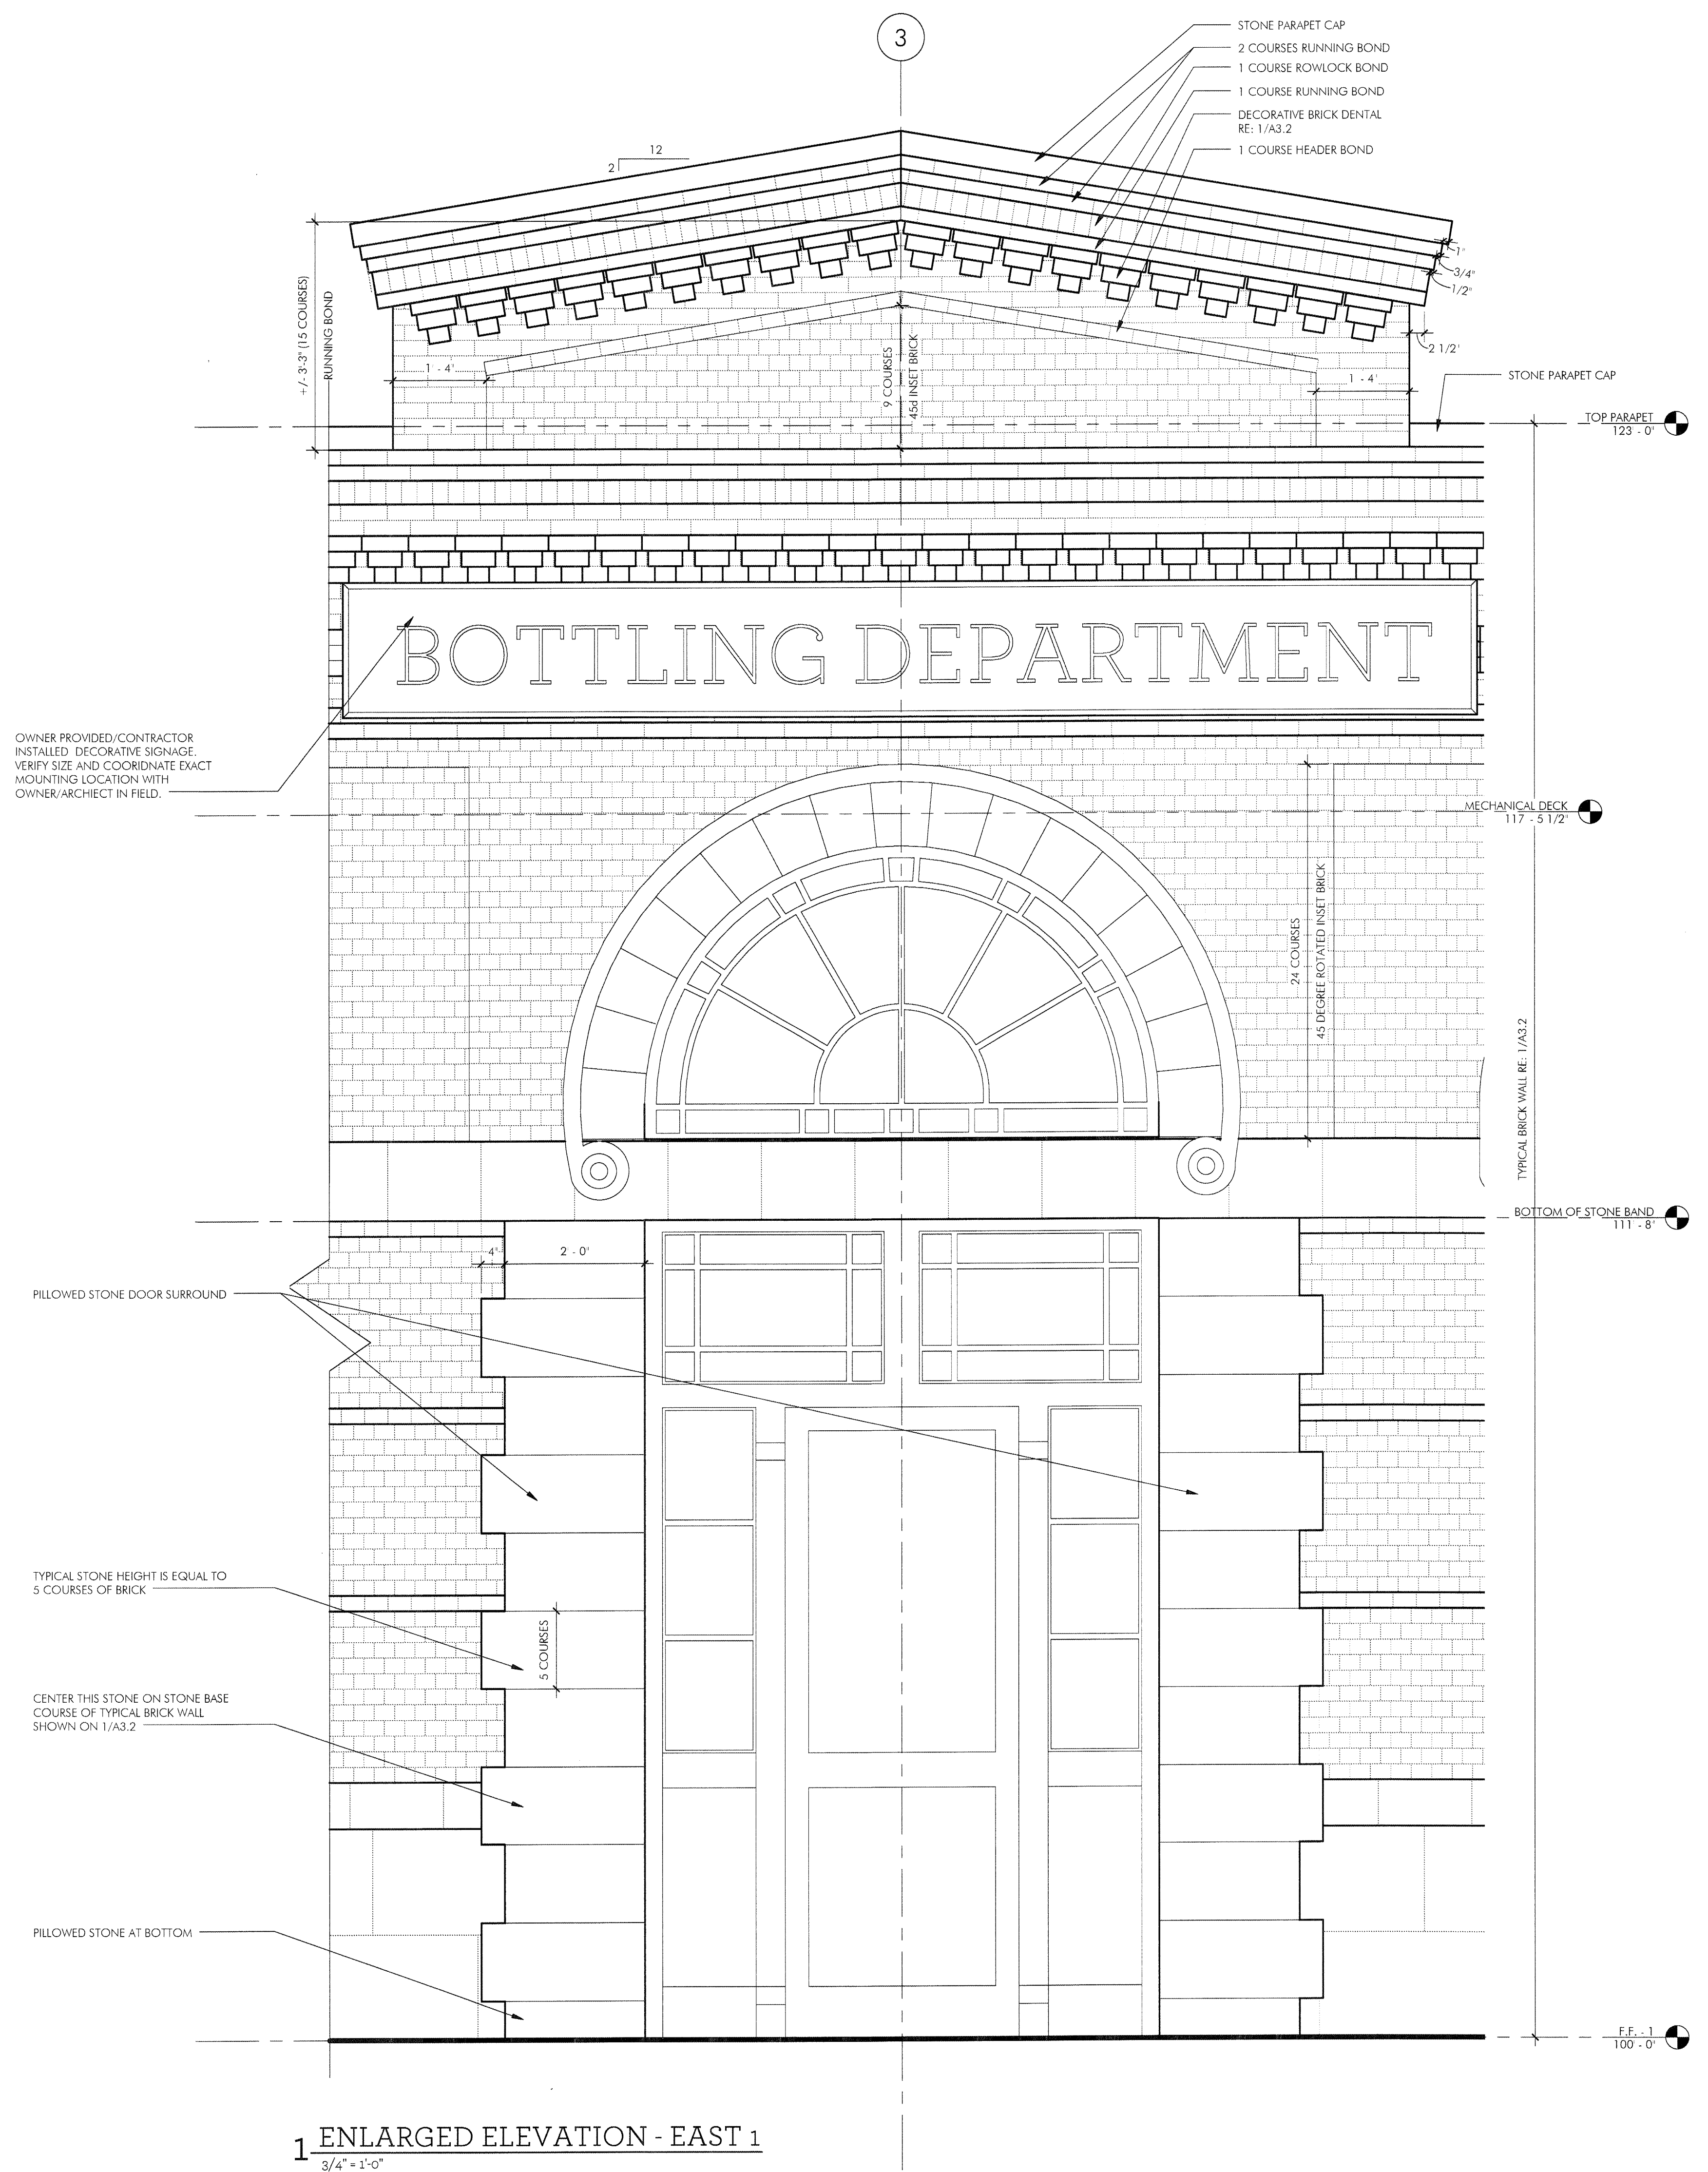 3
STONE PARAPET CAP
2 COURSES RUNNING BOND
1 COURSE ROWLOCK BOND
1 COURSE RUNNING BOND
DECORATIVE BRICK DENTAL
RE: 1/A3.2
1 COURSE HEADER BOND
12
2
1"
3/4"
1/2"
2 1/2"
+/- 3'-3" (15 COURSES)
RUNNING BOND
1 - 4'
9 COURSES
45d INSET BRICK
1 - 4'
STONE PARAPET CAP
TOP PARAPET
123 - 0'
BOTTLING DEPARTMENT
OWNER PROVIDED/CONTRACTOR
INSTALLED DECORATIVE SIGNAGE.
VERIFY SIZE AND COORIDNATE EXACT
MOUNTING LOCATION WITH
OWNER/ARCHIECT IN FIELD.
MECHANICAL DECK
117 - 5 1/2"
24 COURSES
45 DEGREE ROTATED INSET BRICK
TYPICAL BRICK WALL RE: 1/A3.2
BOTTOM OF STONE BAND
111 - 8'
4"
2 - 0'
PILLOWED STONE DOOR SURROUND
TYPICAL STONE HEIGHT IS EQUAL TO
5 COURSES OF BRICK
5 COURSES
CENTER THIS STONE ON STONE BASE
COURSE OF TYPICAL BRICK WALL
SHOWN ON 1/A3.2
PILLOWED STONE AT BOTTOM
F.F. - 1
100 - 0'
1 ENLARGED ELEVATION - EAST 1
3/4" = 1'-0"